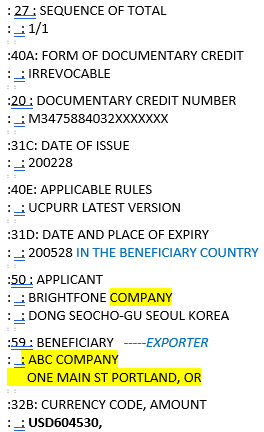 : 27 : SEQUENCE OF TOTAL
: _: 1/1
:40A: FORM OF DOCUMENTARY CREDIT
: _: IRREVOCABLE
:20 : DOCUMENTARY CREDIT NUMBER
: _: M3475884032XXXXXXX
:31C: DATE OF ISSUE
: _: 200228
:40E: APPLICABLE RULES
: _: UCPURR LATEST VERSION
:31D: DATE AND PLACE OF EXPIRY
: _: 200528 IN THE BENEFICIARY COUNTRY
:50 : APPLICANT
: _: BRIGHTFONE COMPANY
: _: DONG SEOCHO-GU SEOUL KOREA
:59 : BENEFICIARY -----EXPORTER
: _: ABC COMPANY
ONE MAIN ST PORTLAND, OR
:32B: CURRENCY CODE, AMOUNT
: _: USD604530,